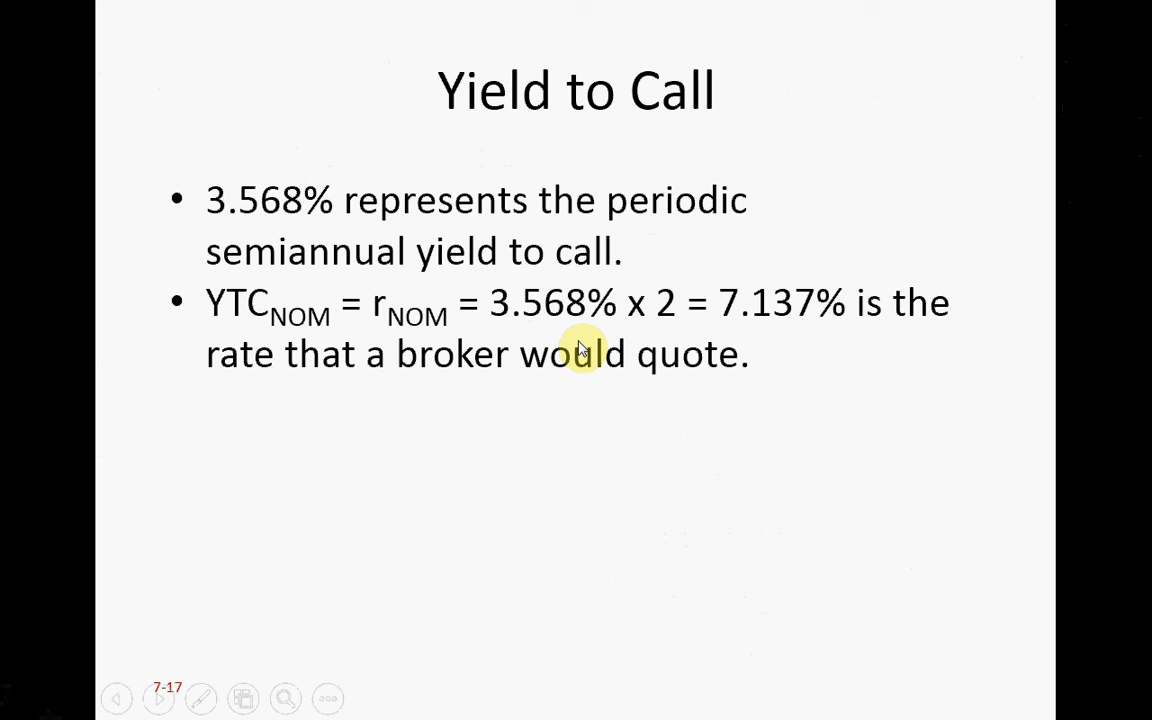 Yield to Call
• 3.568% represents the periodic
semiannual yield to call.
• YTCNOM = rNOM = 3.568% x 2 = 7.137% is the
rate that a broker would quote.
7-17